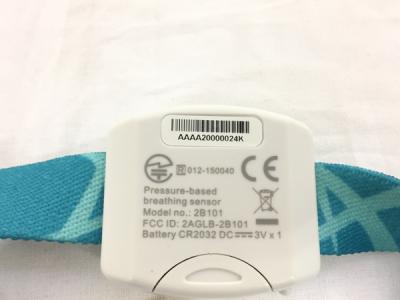 AAAA20000024K
R 012-150040 CE
Pressure-based
breathing sensor
Model no.: 2B101
FCC ID: 2AGLB-2B101
Battery CR2032 DC⎓3V x 1